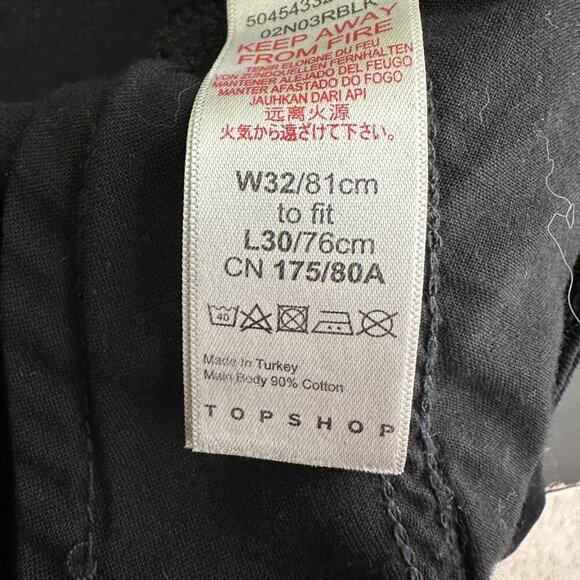 02N03RBLK
KEEP AWAY
FROM FIRE
MANTENER ALEJADO DEL FEUGO
MANTER AFASTADO DO FOGO
JAUHKAN DARI API
远离火源
火気から遠ざけて下さい。
W32/81cm
to fit
L30/76cm
CN 175/80A
40
Made In Turkey
Main Body 90% Cotton
TOPSHOP